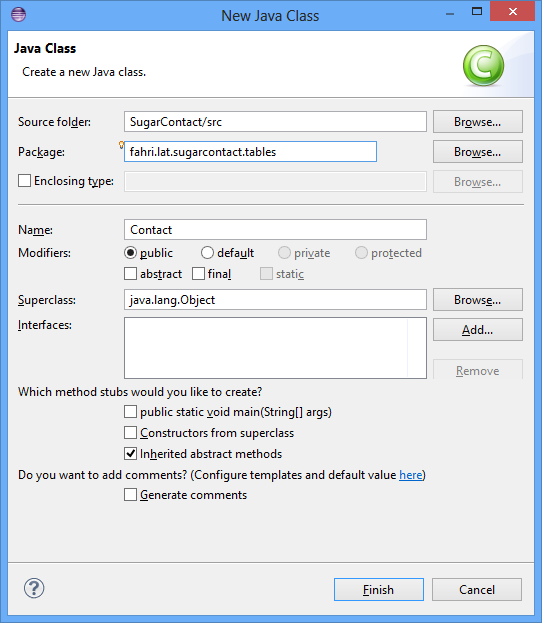 New Java Class
Java Class
Create a new Java class.
C
Source folder: SugarContact/src Browse...
Package: fahri.lat.sugarcontact.tables Browse...
Enclosing type: Browse...
Name: Contact
Modifiers: public default private protected
abstract final static
Superclass: java.lang.Object Browse...
Interfaces: Add...
Remove
Which method stubs would you like to create?
public static void main(String[] args)
Constructors from superclass
Inherited abstract methods
Do you want to add comments? (Configure templates and default value here)
Generate comments
? Finish Cancel